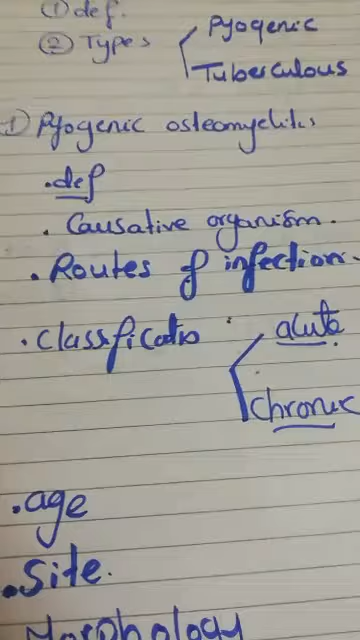 ① def.
② Types Pyogenic
Tuberculous
① Pyogenic osteomyelitis
. def
. Causative organism.
. Routes of infection.
. Classificatio : acute
chronic
. age
. Site.
Morphology